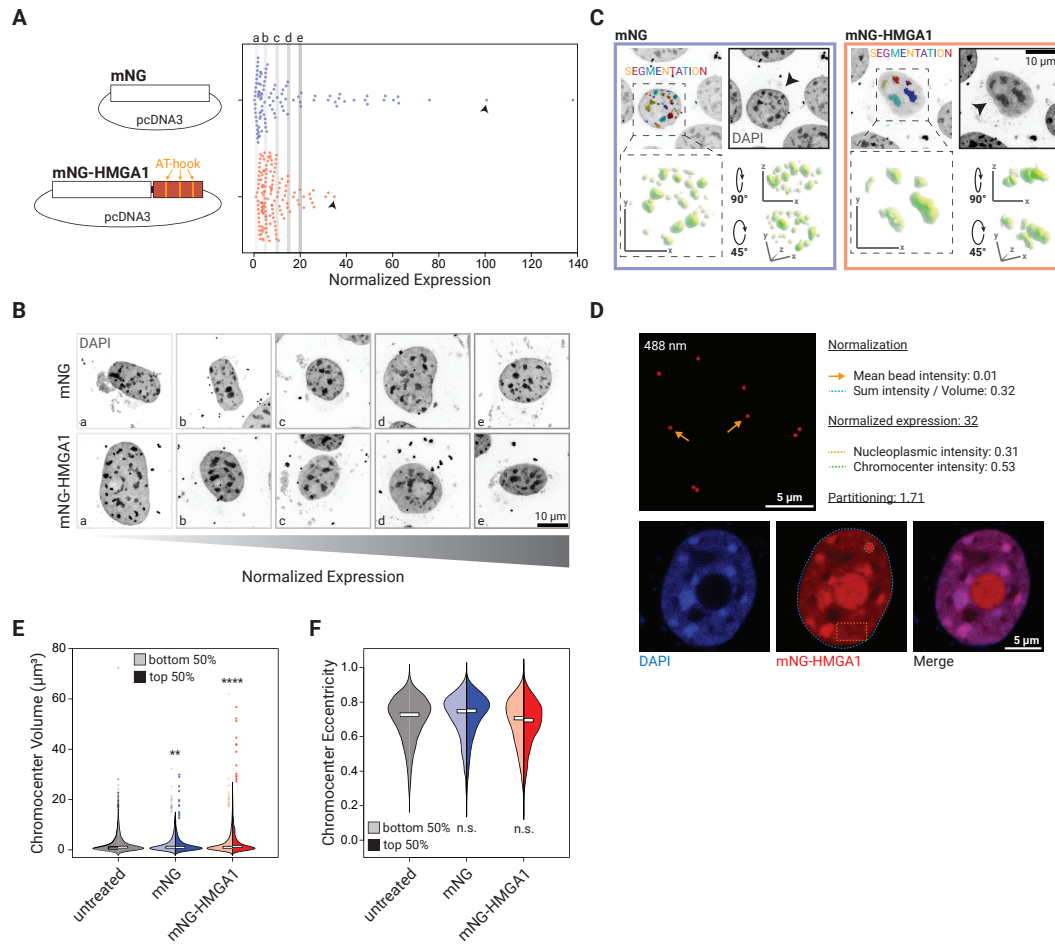 A
a b c d e
mNG
pcDNA3
mNG-HMGA1
AT-hook
pcDNA3
0 20 40 60 80 100 120 140
Normalized Expression
B
DAPI
mNG
a b c d e
mNG-HMGA1
a b c d e
10 µm
Normalized Expression
C
mNG
SEGMENTATION
DAPI
y
x
z
x
90°
y
z
x
45°
mNG-HMGA1
SEGMENTATION
10 µm
y
x
z
x
90°
y
z
x
45°
D
488 nm
5 µm
Normalization
Mean bead intensity: 0.01
Sum intensity / Volume: 0.32
Normalized expression: 32
Nucleoplasmic intensity: 0.31
Chromocenter intensity: 0.53
Partitioning: 1.71
DAPI
mNG-HMGA1
Merge
5 µm
E
Chromocenter Volume (µm³)
80
60
40
20
0
bottom 50%
top 50%
**
****
untreated
mNG
mNG-HMGA1
F
Chromocenter Eccentricity
1.0
0.8
0.6
0.4
0.2
0.0
bottom 50%
top 50%
n.s.
n.s.
untreated
mNG
mNG-HMGA1